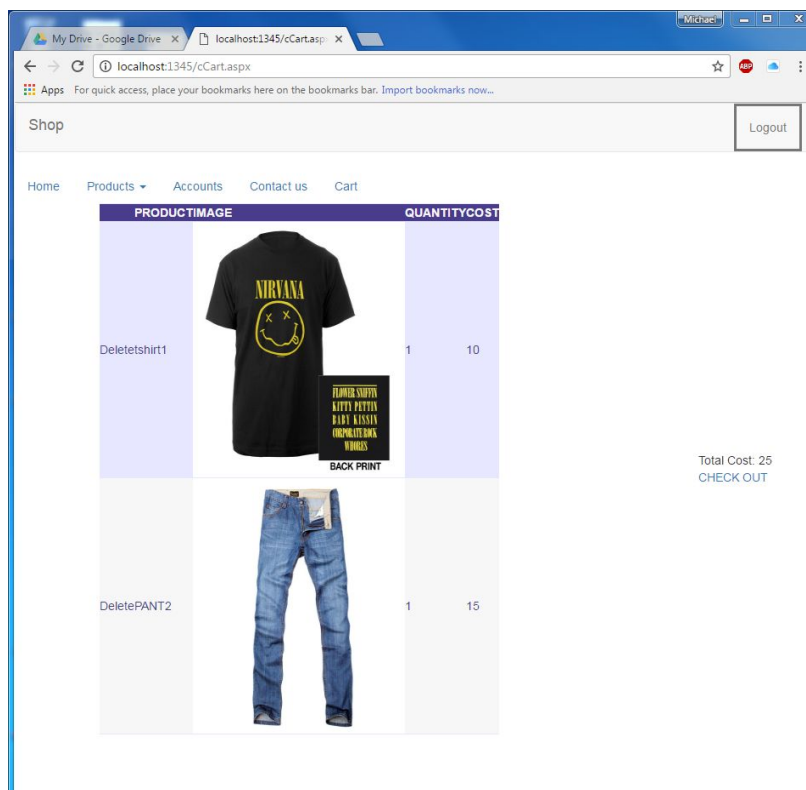 Michael
My Drive - Google Drive
localhost:1345/cCart.asp
localhost:1345/cCart.aspx
ABP
Apps For quick access, place your bookmarks here on the bookmarks bar. Import bookmarks now...
Shop
Logout
Home Products Accounts Contact us Cart
PRODUCTIMAGE QUANTITYCOST
Deletetshirt1 1 10
NIRVANA
FLOWER SNIFFIN
KITTY PETTIN
BABY KISSIN
CORPORATE ROCK
WHORES
BACK PRINT
Total Cost: 25
CHECK OUT
DeletePANT2 1 15